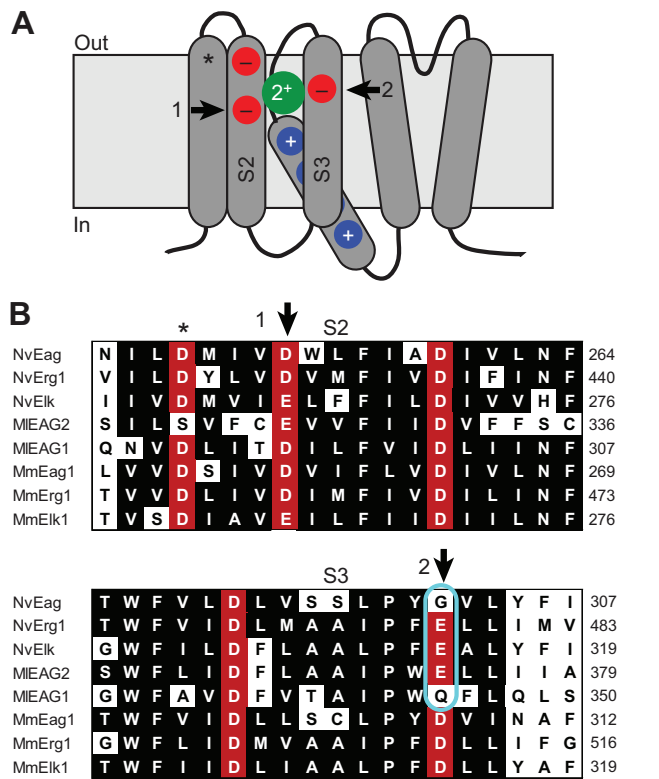 A
Out
* − 2+ −
1 − 2
+
S2 S3
In +
B
* 1 S2
NvEag N I L D M I V D W L F I A D I V L N F 264
NvErg1 V I L D Y L V D V M F I V D I F I N F 440
NvElk I I V D M V I E L F F I L D I V V H F 276
MlEAG2 S I L S V F C E V V F I I D V F F S C 336
MlEAG1 Q N V D L I T D I L F V I D L I I N F 307
MmEag1 L V V D S I V D V I F L V D I V L N F 269
MmErg1 T V V D L I V D I M F I V D I L I N F 473
MmElk1 T V S D I A V E I L F I I D I I L N F 276
S3 2
NvEag T W F V L D L V S S L P Y G V L Y F I 307
NvErg1 T W F V I D L M A A I P F E L L I M V 483
NvElk G W F I L D F L A A L P F E A L Y F I 319
MlEAG2 S W F L I D F L A A I P W E L L I I A 379
MlEAG1 G W F A V D F V T A I P W Q F L Q L S 350
MmEag1 T W F V I D L L S C L P Y D V I N A F 312
MmErg1 G W F L I D M V A A I P F D L L I F G 516
MmElk1 T W F I I D L I A A L P F D L L Y A F 319